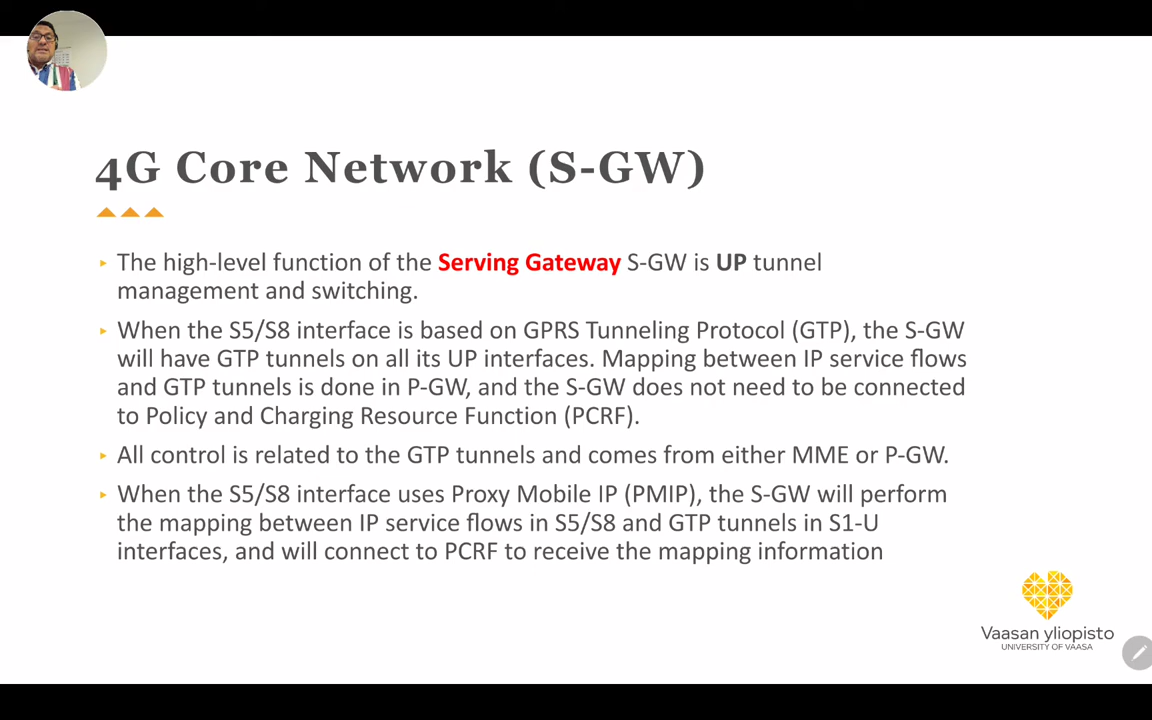 4G Core Network (S-GW)
The high-level function of the Serving Gateway S-GW is UP tunnel
management and switching.
When the S5/S8 interface is based on GPRS Tunneling Protocol (GTP), the S-GW
will have GTP tunnels on all its UP interfaces. Mapping between IP service flows
and GTP tunnels is done in P-GW, and the S-GW does not need to be connected
to Policy and Charging Resource Function (PCRF).
All control is related to the GTP tunnels and comes from either MME or P-GW.
When the S5/S8 interface uses Proxy Mobile IP (PMIP), the S-GW will perform
the mapping between IP service flows in S5/S8 and GTP tunnels in S1-U
interfaces, and will connect to PCRF to receive the mapping information
Vaasan yliopisto
UNIVERSITY OF VAASA